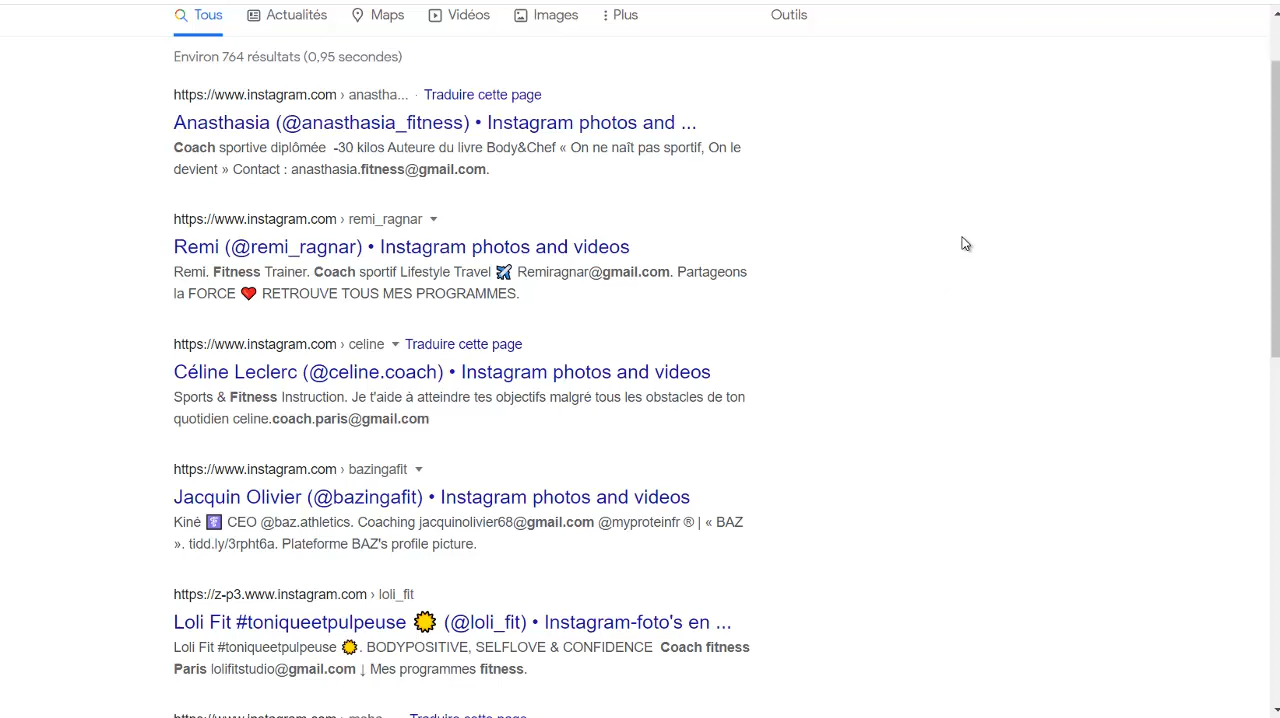 Tous Actualités Maps Vidéos Images Plus Outils
Environ 764 résultats (0,95 secondes)
https://www.instagram.com › anastha... · Traduire cette page
Anasthasia (@anasthasia_fitness) • Instagram photos and ...
Coach sportive diplômée -30 kilos Auteure du livre Body&Chef « On ne naît pas sportif, On le
devient » Contact : anasthasia.fitness@gmail.com.
https://www.instagram.com › remi_ragnar
Remi (@remi_ragnar) • Instagram photos and videos
Remi. Fitness Trainer. Coach sportif Lifestyle Travel ✈️ Remiragnar@gmail.com. Partageons
la FORCE ❤️ RETROUVE TOUS MES PROGRAMMES.
https://www.instagram.com › celine Traduire cette page
Céline Leclerc (@celine.coach) • Instagram photos and videos
Sports & Fitness Instruction. Je t'aide à atteindre tes objectifs malgré tous les obstacles de ton
quotidien celine.coach.paris@gmail.com
https://www.instagram.com › bazingafit
Jacquin Olivier (@bazingafit) • Instagram photos and videos
Kiné ⚕️ CEO @baz.athletics. Coaching jacquinolivier68@gmail.com @myproteinfr ® | « BAZ
». tidd.ly/3rpht6a. Plateforme BAZ's profile picture.
https://z-p3.www.instagram.com › loli_fit
Loli Fit #toniqueetpulpeuse (@loli_fit) • Instagram-foto's en ...
Loli Fit #toniqueetpulpeuse . BODYPOSITIVE, SELFLOVE & CONFIDENCE Coach fitness
Paris lolifitstudio@gmail.com ↓ Mes programmes fitness.
https://www.instagram.com › Traduire cette page